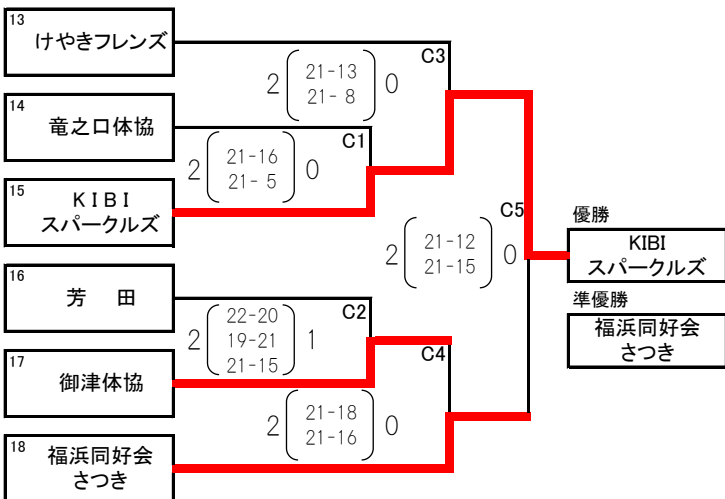 13
けやきフレンズ
C3
2 21-13 0
21- 8
14
竜之口体協
C1
2 21-16 0
21- 5
15
KIBI
スパークルズ
C5
2 21-12 0
21-15
優勝
KIBI
スパークルズ
準優勝
福浜同好会
さつき
16
芳 田
C2
22-20
2 19-21 1
21-15
C4
17
御津体協
2 21-18 0
21-16
18
福浜同好会
さつき